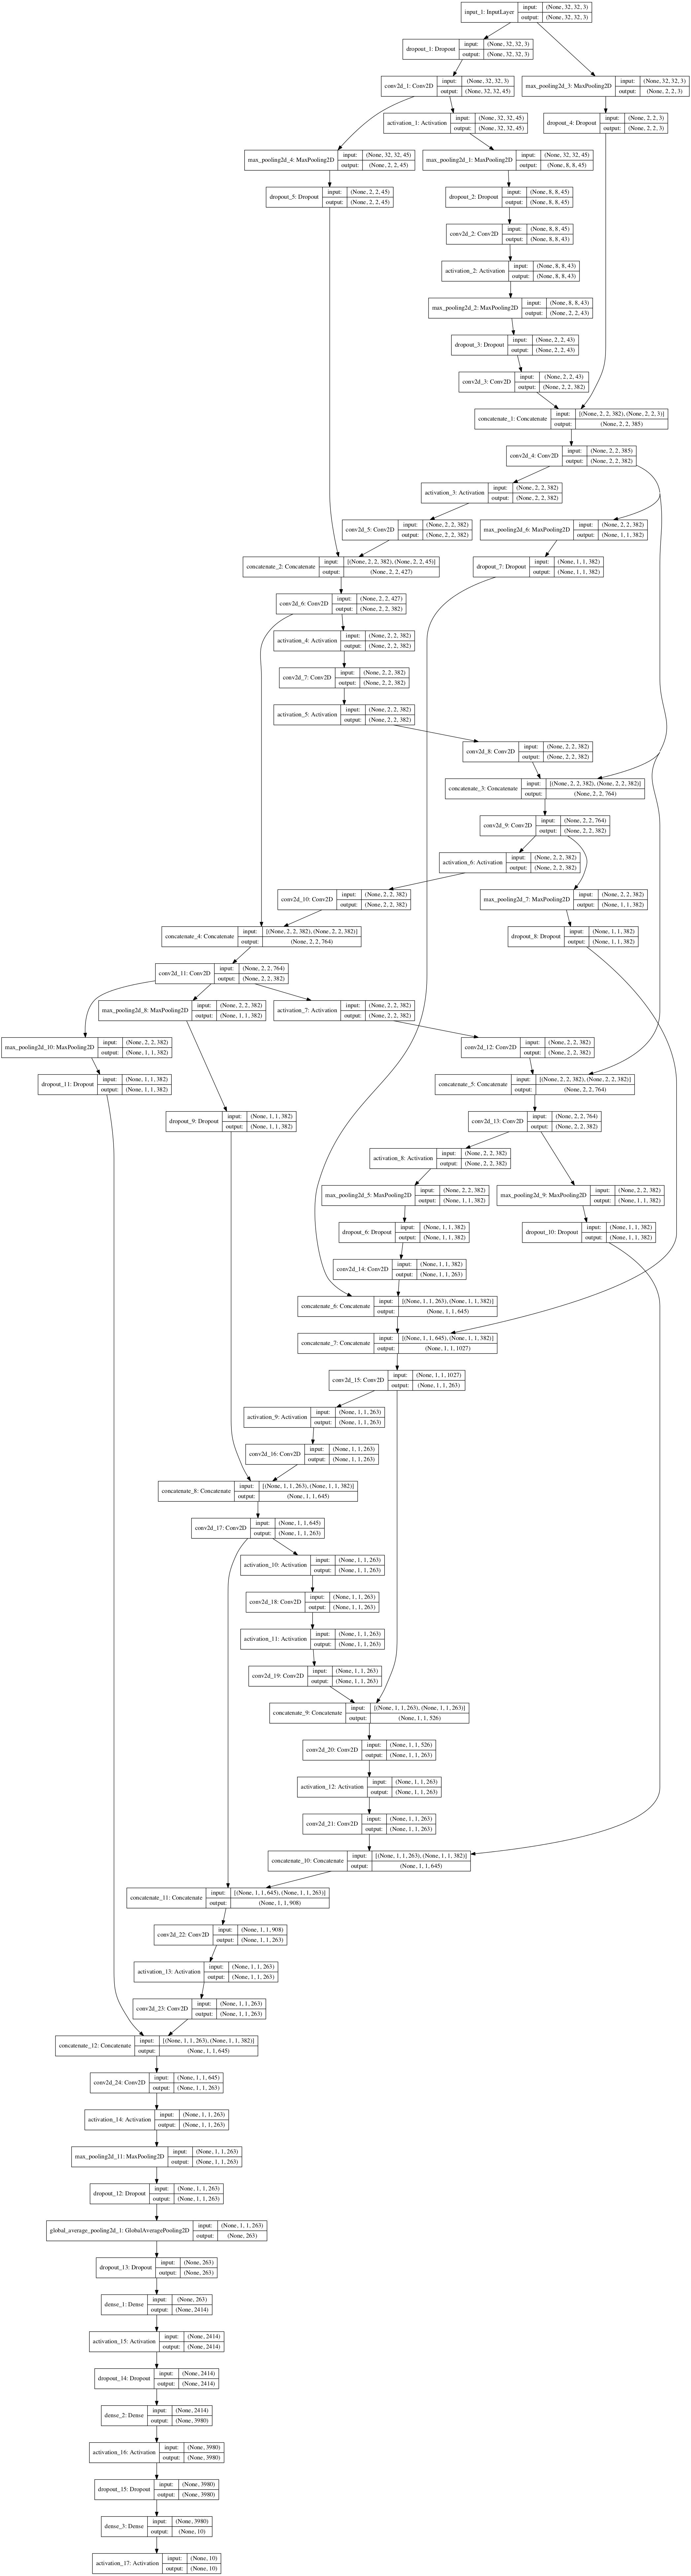 input_1: InputLayer input: (None, 32, 32, 3)
output: (None, 32, 32, 3)
dropout_1: Dropout input: (None, 32, 32, 3)
output: (None, 32, 32, 3)
conv2d_1: Conv2D input: (None, 32, 32, 3)
output: (None, 32, 32, 45)
max_pooling2d_3: MaxPooling2D input: (None, 32, 32, 3)
output: (None, 2, 2, 3)
activation_1: Activation input: (None, 32, 32, 45)
output: (None, 32, 32, 45)
dropout_4: Dropout input: (None, 2, 2, 3)
output: (None, 2, 2, 3)
max_pooling2d_4: MaxPooling2D input: (None, 32, 32, 45)
output: (None, 2, 2, 45)
max_pooling2d_1: MaxPooling2D input: (None, 32, 32, 45)
output: (None, 8, 8, 45)
dropout_5: Dropout input: (None, 2, 2, 45)
output: (None, 2, 2, 45)
dropout_2: Dropout input: (None, 8, 8, 45)
output: (None, 8, 8, 45)
conv2d_2: Conv2D input: (None, 8, 8, 45)
output: (None, 8, 8, 43)
activation_2: Activation input: (None, 8, 8, 43)
output: (None, 8, 8, 43)
max_pooling2d_2: MaxPooling2D input: (None, 8, 8, 43)
output: (None, 2, 2, 43)
dropout_3: Dropout input: (None, 2, 2, 43)
output: (None, 2, 2, 43)
conv2d_3: Conv2D input: (None, 2, 2, 43)
output: (None, 2, 2, 382)
concatenate_1: Concatenate input: [(None, 2, 2, 382), (None, 2, 2, 3)]
output: (None, 2, 2, 385)
conv2d_4: Conv2D input: (None, 2, 2, 385)
output: (None, 2, 2, 382)
activation_3: Activation input: (None, 2, 2, 382)
output: (None, 2, 2, 382)
conv2d_5: Conv2D input: (None, 2, 2, 382)
output: (None, 2, 2, 382)
max_pooling2d_6: MaxPooling2D input: (None, 2, 2, 382)
output: (None, 1, 1, 382)
concatenate_2: Concatenate input: [(None, 2, 2, 382), (None, 2, 2, 45)]
output: (None, 2, 2, 427)
dropout_7: Dropout input: (None, 1, 1, 382)
output: (None, 1, 1, 382)
conv2d_6: Conv2D input: (None, 2, 2, 427)
output: (None, 2, 2, 382)
activation_4: Activation input: (None, 2, 2, 382)
output: (None, 2, 2, 382)
conv2d_7: Conv2D input: (None, 2, 2, 382)
output: (None, 2, 2, 382)
activation_5: Activation input: (None, 2, 2, 382)
output: (None, 2, 2, 382)
conv2d_8: Conv2D input: (None, 2, 2, 382)
output: (None, 2, 2, 382)
concatenate_3: Concatenate input: [(None, 2, 2, 382), (None, 2, 2, 382)]
output: (None, 2, 2, 764)
conv2d_9: Conv2D input: (None, 2, 2, 764)
output: (None, 2, 2, 382)
activation_6: Activation input: (None, 2, 2, 382)
output: (None, 2, 2, 382)
conv2d_10: Conv2D input: (None, 2, 2, 382)
output: (None, 2, 2, 382)
max_pooling2d_7: MaxPooling2D input: (None, 2, 2, 382)
output: (None, 1, 1, 382)
concatenate_4: Concatenate input: [(None, 2, 2, 382), (None, 2, 2, 382)]
output: (None, 2, 2, 764)
dropout_8: Dropout input: (None, 1, 1, 382)
output: (None, 1, 1, 382)
conv2d_11: Conv2D input: (None, 2, 2, 764)
output: (None, 2, 2, 382)
max_pooling2d_8: MaxPooling2D input: (None, 2, 2, 382)
output: (None, 1, 1, 382)
activation_7: Activation input: (None, 2, 2, 382)
output: (None, 2, 2, 382)
max_pooling2d_10: MaxPooling2D input: (None, 2, 2, 382)
output: (None, 1, 1, 382)
conv2d_12: Conv2D input: (None, 2, 2, 382)
output: (None, 2, 2, 382)
dropout_11: Dropout input: (None, 1, 1, 382)
output: (None, 1, 1, 382)
concatenate_5: Concatenate input: [(None, 2, 2, 382), (None, 2, 2, 382)]
output: (None, 2, 2, 764)
dropout_9: Dropout input: (None, 1, 1, 382)
output: (None, 1, 1, 382)
conv2d_13: Conv2D input: (None, 2, 2, 764)
output: (None, 2, 2, 382)
activation_8: Activation input: (None, 2, 2, 382)
output: (None, 2, 2, 382)
max_pooling2d_5: MaxPooling2D input: (None, 2, 2, 382)
output: (None, 1, 1, 382)
max_pooling2d_9: MaxPooling2D input: (None, 2, 2, 382)
output: (None, 1, 1, 382)
dropout_6: Dropout input: (None, 1, 1, 382)
output: (None, 1, 1, 382)
dropout_10: Dropout input: (None, 1, 1, 382)
output: (None, 1, 1, 382)
conv2d_14: Conv2D input: (None, 1, 1, 382)
output: (None, 1, 1, 263)
concatenate_6: Concatenate input: [(None, 1, 1, 263), (None, 1, 1, 382)]
output: (None, 1, 1, 645)
concatenate_7: Concatenate input: [(None, 1, 1, 645), (None, 1, 1, 382)]
output: (None, 1, 1, 1027)
conv2d_15: Conv2D input: (None, 1, 1, 1027)
output: (None, 1, 1, 263)
activation_9: Activation input: (None, 1, 1, 263)
output: (None, 1, 1, 263)
conv2d_16: Conv2D input: (None, 1, 1, 263)
output: (None, 1, 1, 263)
concatenate_8: Concatenate input: [(None, 1, 1, 263), (None, 1, 1, 382)]
output: (None, 1, 1, 645)
conv2d_17: Conv2D input: (None, 1, 1, 645)
output: (None, 1, 1, 263)
activation_10: Activation input: (None, 1, 1, 263)
output: (None, 1, 1, 263)
conv2d_18: Conv2D input: (None, 1, 1, 263)
output: (None, 1, 1, 263)
activation_11: Activation input: (None, 1, 1, 263)
output: (None, 1, 1, 263)
conv2d_19: Conv2D input: (None, 1, 1, 263)
output: (None, 1, 1, 263)
concatenate_9: Concatenate input: [(None, 1, 1, 263), (None, 1, 1, 263)]
output: (None, 1, 1, 526)
conv2d_20: Conv2D input: (None, 1, 1, 526)
output: (None, 1, 1, 263)
activation_12: Activation input: (None, 1, 1, 263)
output: (None, 1, 1, 263)
conv2d_21: Conv2D input: (None, 1, 1, 263)
output: (None, 1, 1, 263)
concatenate_10: Concatenate input: [(None, 1, 1, 263), (None, 1, 1, 382)]
output: (None, 1, 1, 645)
concatenate_11: Concatenate input: [(None, 1, 1, 645), (None, 1, 1, 263)]
output: (None, 1, 1, 908)
conv2d_22: Conv2D input: (None, 1, 1, 908)
output: (None, 1, 1, 263)
activation_13: Activation input: (None, 1, 1, 263)
output: (None, 1, 1, 263)
conv2d_23: Conv2D input: (None, 1, 1, 263)
output: (None, 1, 1, 263)
concatenate_12: Concatenate input: [(None, 1, 1, 263), (None, 1, 1, 382)]
output: (None, 1, 1, 645)
conv2d_24: Conv2D input: (None, 1, 1, 645)
output: (None, 1, 1, 263)
activation_14: Activation input: (None, 1, 1, 263)
output: (None, 1, 1, 263)
max_pooling2d_11: MaxPooling2D input: (None, 1, 1, 263)
output: (None, 1, 1, 263)
dropout_12: Dropout input: (None, 1, 1, 263)
output: (None, 1, 1, 263)
global_average_pooling2d_1: GlobalAveragePooling2D input: (None, 1, 1, 263)
output: (None, 263)
dropout_13: Dropout input: (None, 263)
output: (None, 263)
dense_1: Dense input: (None, 263)
output: (None, 2414)
activation_15: Activation input: (None, 2414)
output: (None, 2414)
dropout_14: Dropout input: (None, 2414)
output: (None, 2414)
dense_2: Dense input: (None, 2414)
output: (None, 3980)
activation_16: Activation input: (None, 3980)
output: (None, 3980)
dropout_15: Dropout input: (None, 3980)
output: (None, 3980)
dense_3: Dense input: (None, 3980)
output: (None, 10)
activation_17: Activation input: (None, 10)
output: (None, 10)